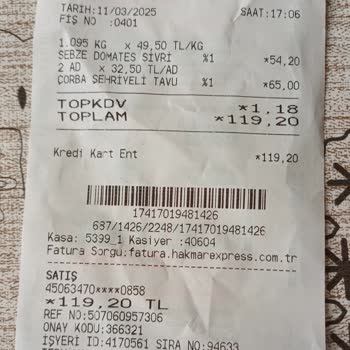 TARİH:11/03/2025 SAAT:17:06
FİŞ NO :0401
1.095 KG x 49,50 TL/KG
SEBZE DOMATES SİVRİ %1 *54,20
2 AD x 32,50 TL/AD
ÇORBA ŞEHRİYELİ TAVU %1 *65,00
TOPKDV *1,18
TOPLAM *119,20
Kredi Kart Ent *119,20
17417019481426
687/1426/2248/17417019481426
Kasa: 5399_1 Kasiyer :40604
Fatura Sorgu:fatura.hakmarexpress.com.tr
SATIŞ
45063470****0858
*119,20 TL
REF NO:507060957306
ONAY KODU:366321
İŞYERİ ID:4170561 SIRA NO:94633